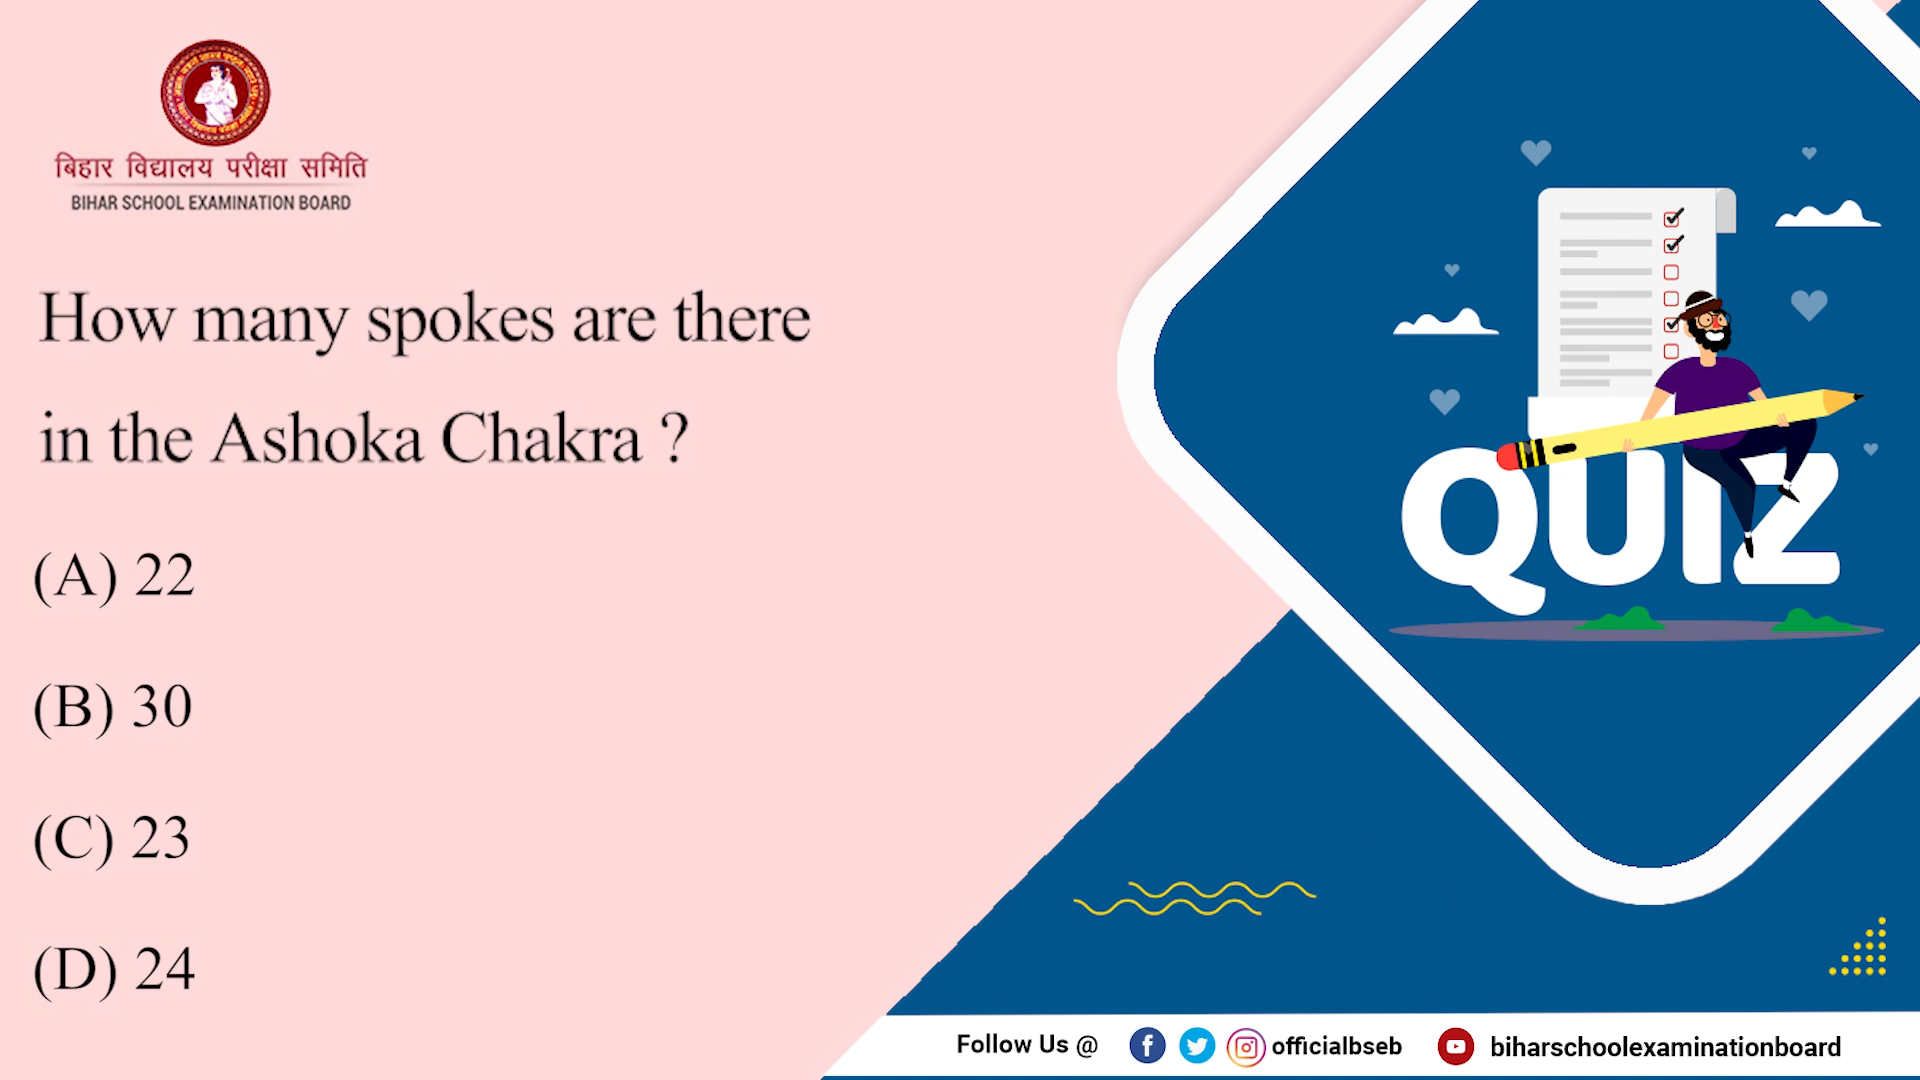 बिहार विद्यालय परीक्षा समिति
BIHAR SCHOOL EXAMINATION BOARD
How many spokes are there
in the Ashoka Chakra ?
(A) 22
(B) 30
(C) 23
(D) 24
QUIZ
Follow Us @ officialbseb biharschoolexaminationboard